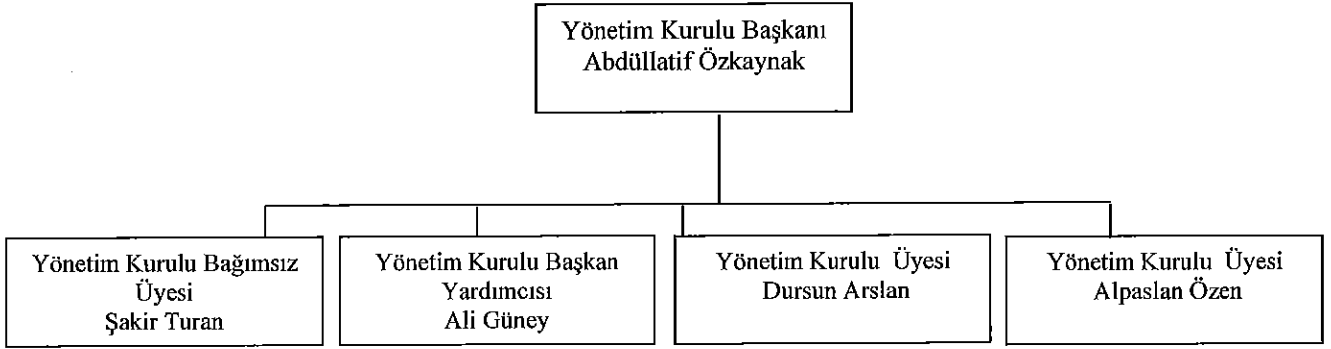 Yönetim Kurulu Başkanı
Abdüllatif Özkaynak
Yönetim Kurulu Bağımsız
Üyesi
Şakir Turan
Yönetim Kurulu Başkan
Yardımcısı
Ali Güney
Yönetim Kurulu Üyesi
Dursun Arslan
Yönetim Kurulu Üyesi
Alpaslan Özen